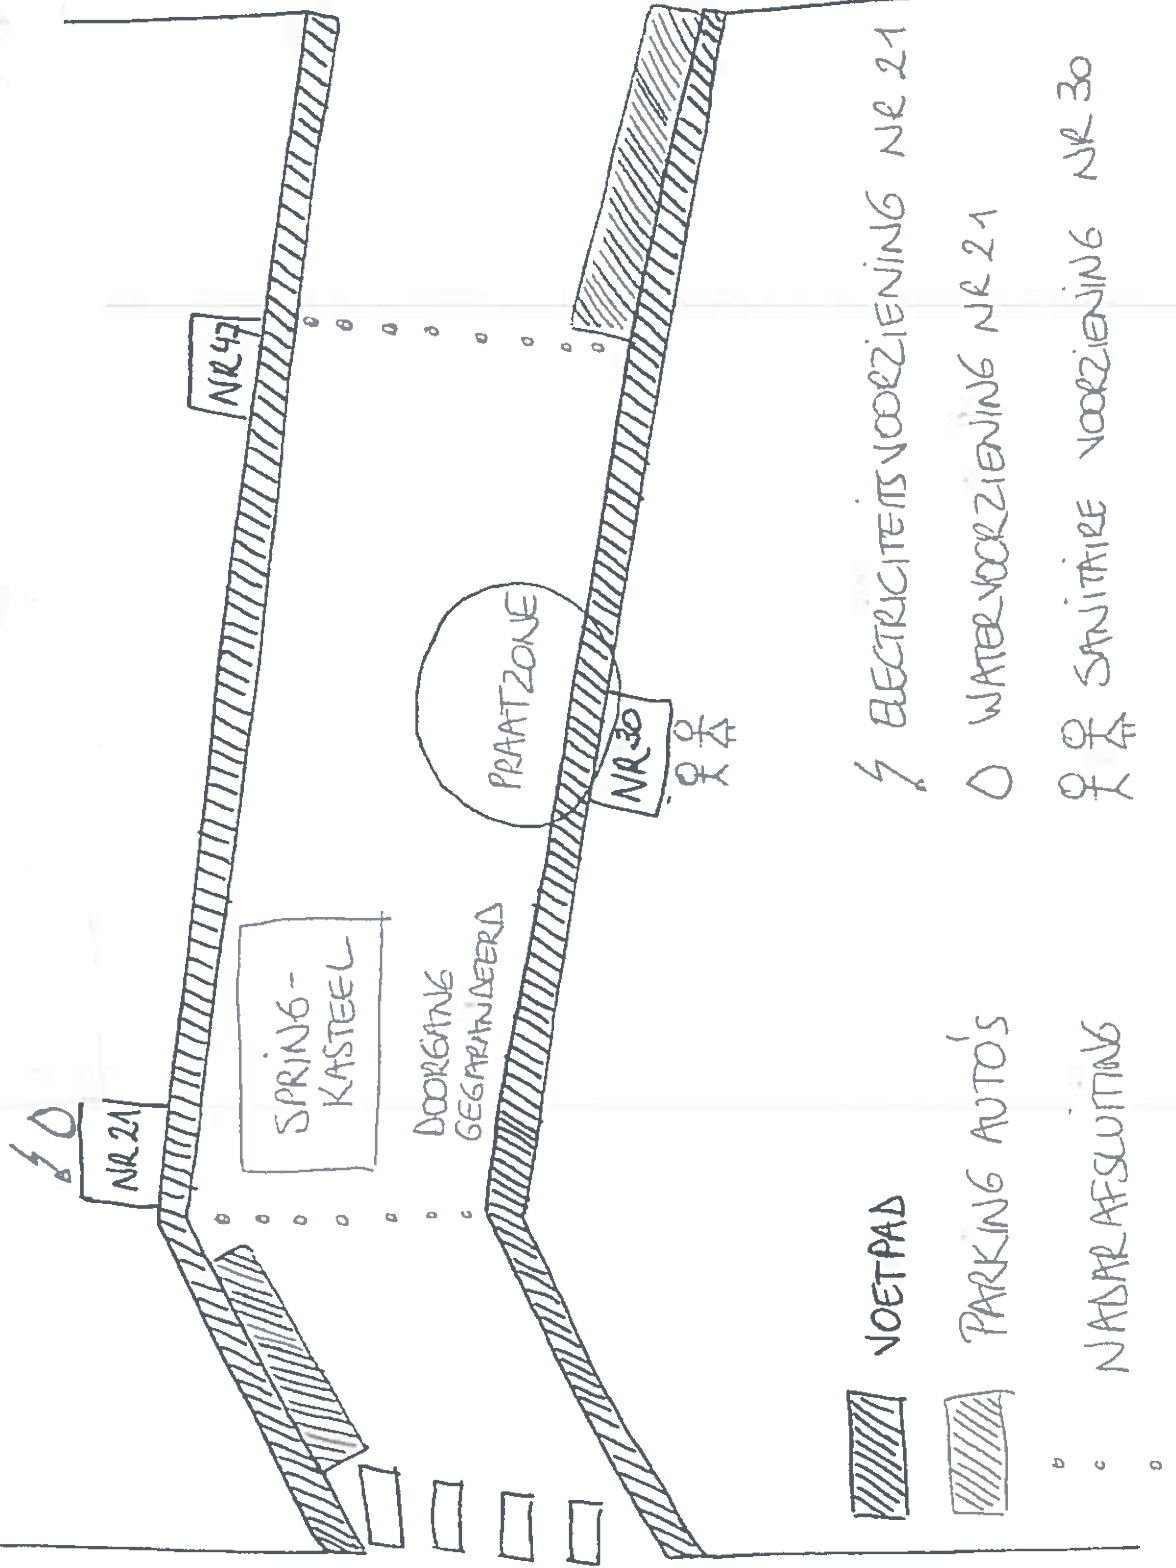 NR 21
NR 47
SPRING-
KASTEEL
DOORGANG
GEGARANDEERD
PRAATZONE
NR 30
VOETPAD
PARKING AUTO'S
NADARAFSLUITING
ELECTRICITEITSVOORZIENING NR 21
WATERVOORZIENING NR 21
SANITAIRE VOORZIENING NR 30